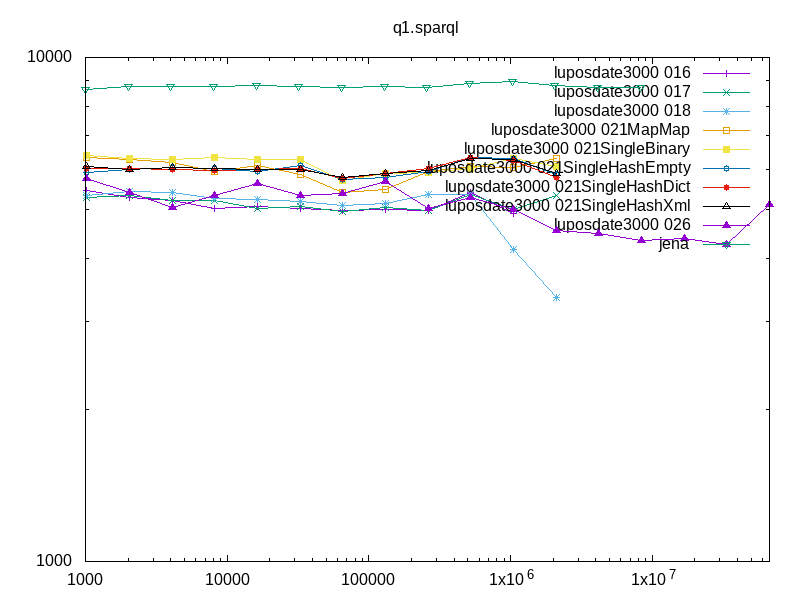 q1.sparql
10000
1000
luposdate3000 016
luposdate3000 017
luposdate3000 018
luposdate3000 021MapMap
luposdate3000 021SingleBinary
luposdate3000 021SingleHashEmpty
luposdate3000 021SingleHashDict
luposdate3000 021SingleHashXml
luposdate3000 026
jena
1000 10000 100000 1x10^6 1x10^7